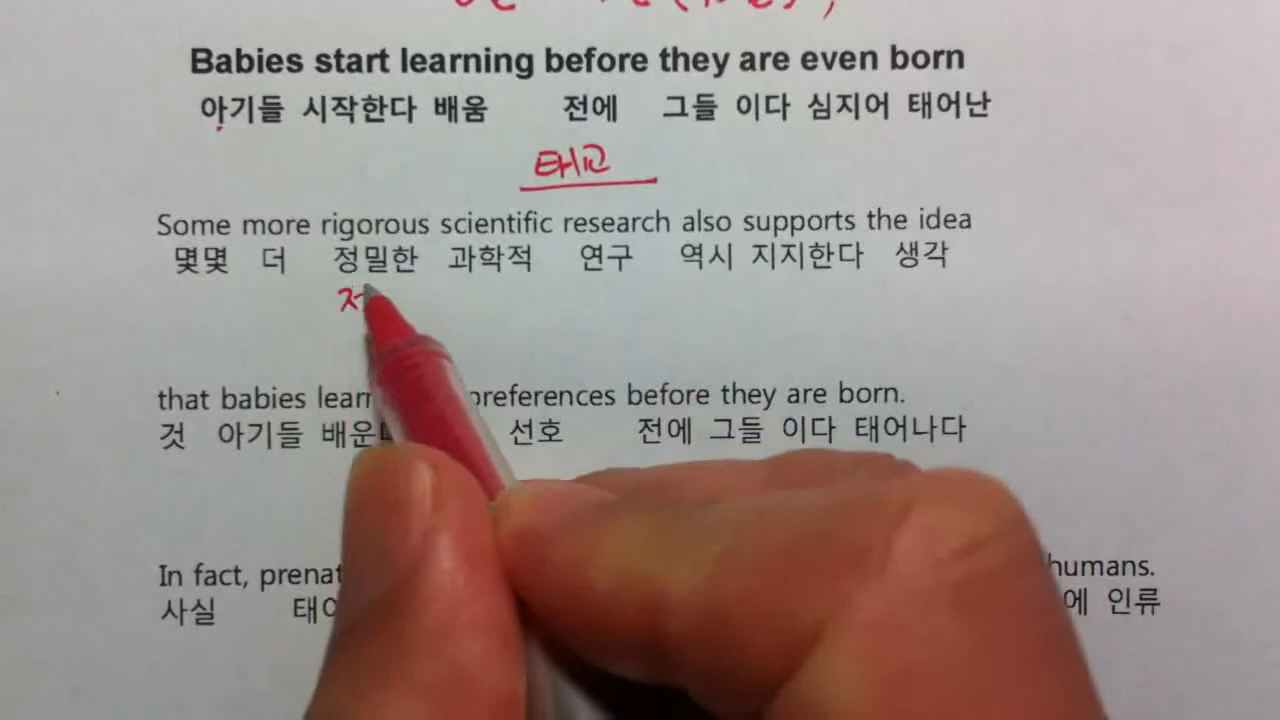 Babies start learning before they are even born
아기들 시작한다 배움 전에 그들 이다 심지어 태어난
태교
Some more rigorous scientific research also supports the idea
몇몇 더 정밀한 과학적 연구 역시 지지한다 생각
that babies learn preferences before they are born.
것 아기들 배운다 선호 전에 그들 이다 태어나다
In fact, humans.
사실 에 인류